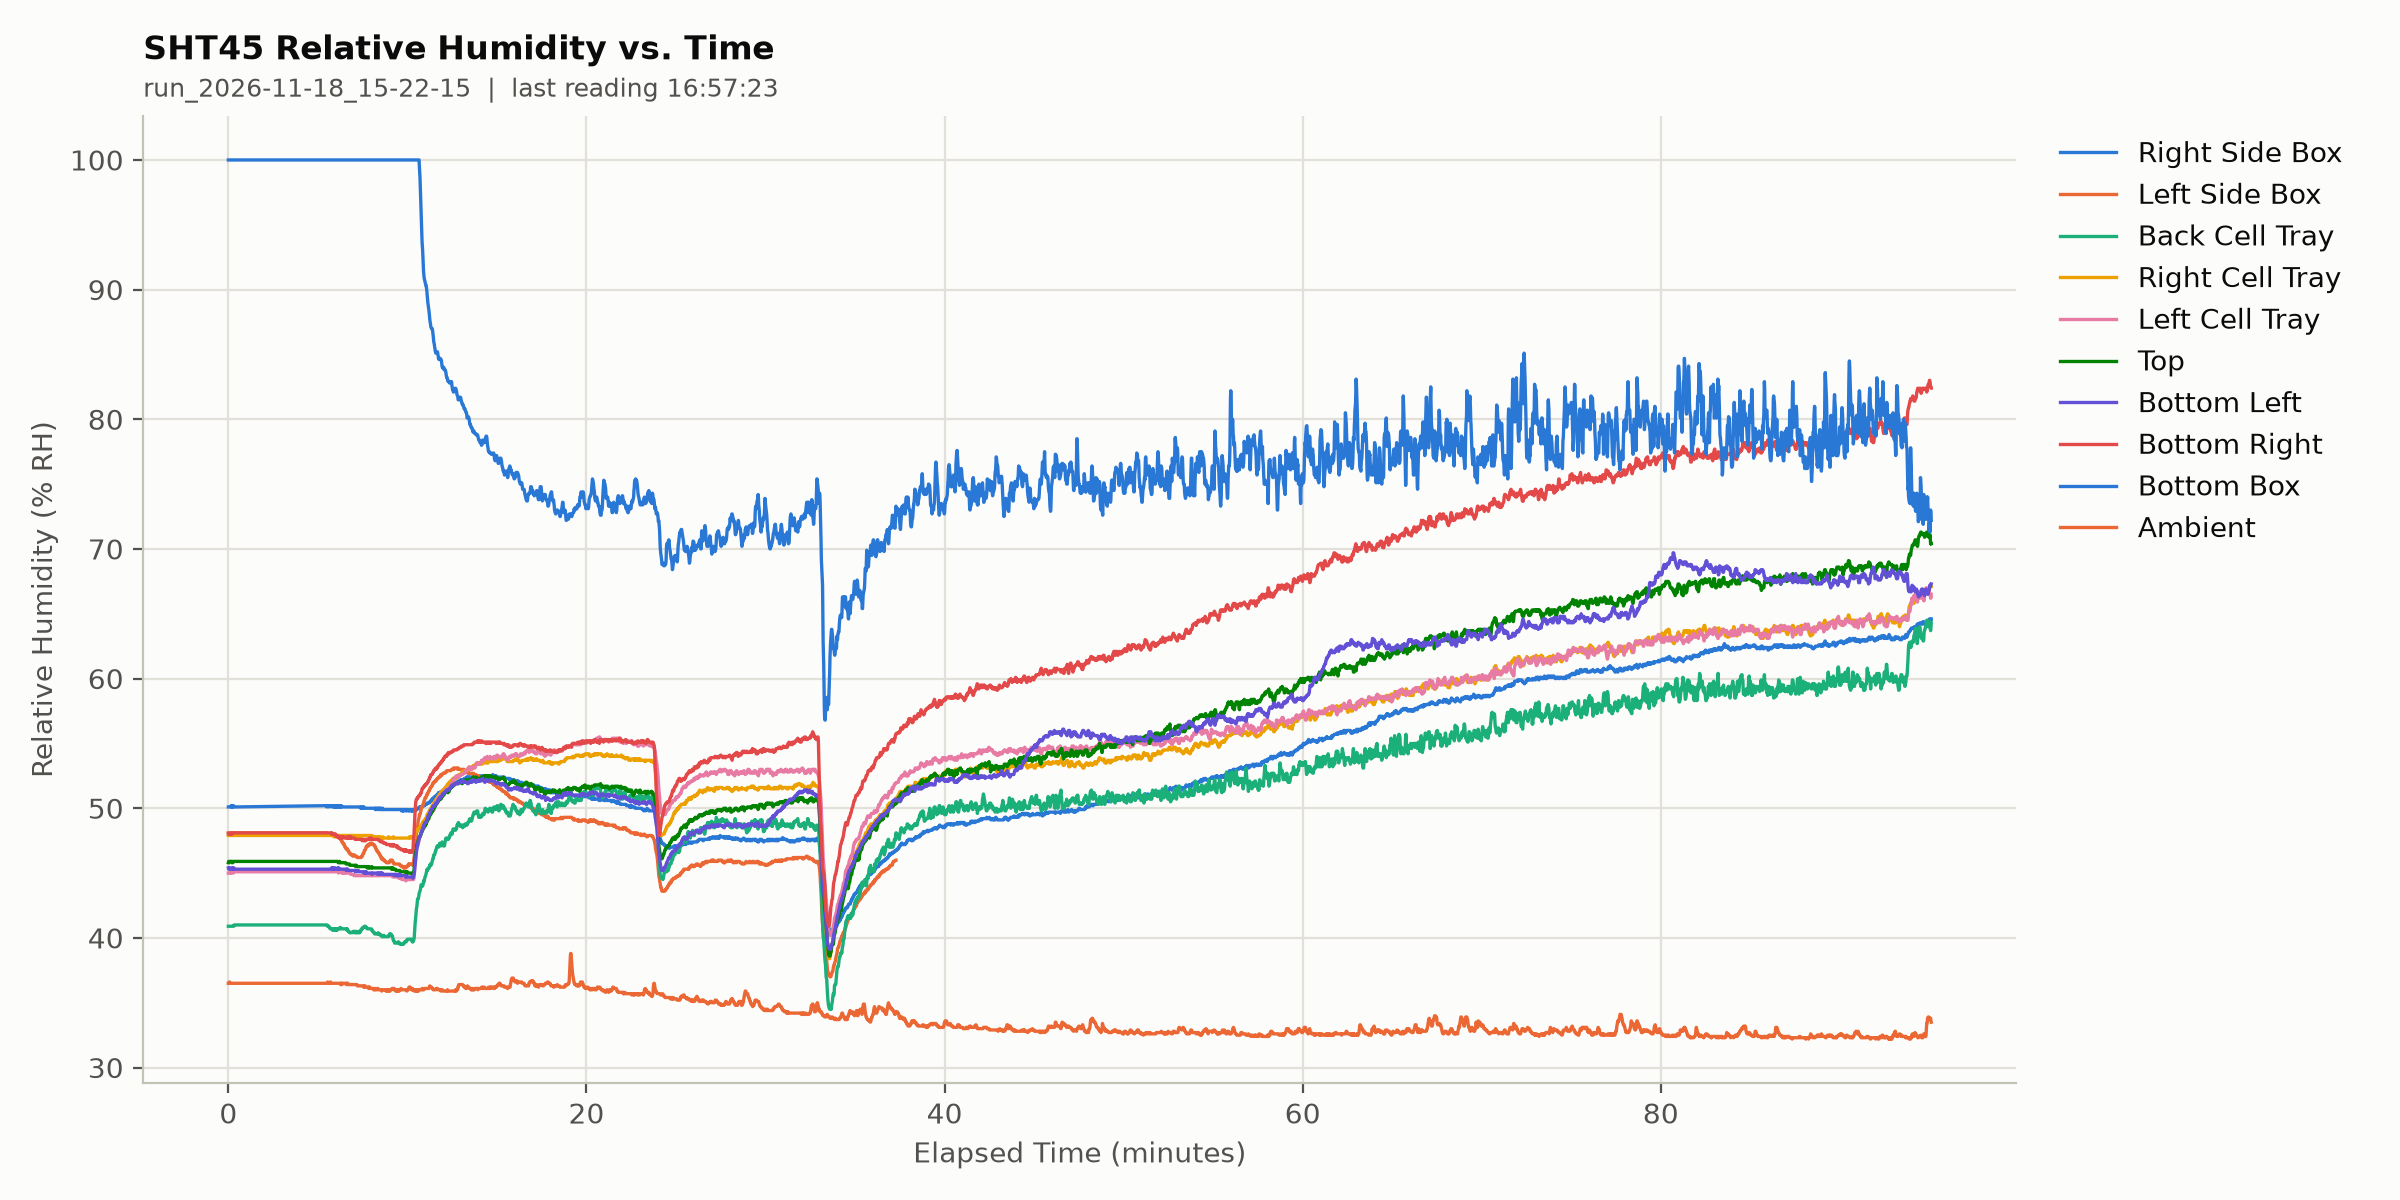 SHT45 Relative Humidity vs. Time
run_2026-11-18_15-22-15 | last reading 16:57:23
Relative Humidity (% RH)
100
90
80
70
60
50
40
30
0
20
40
60
80
Elapsed Time (minutes)
Right Side Box
Left Side Box
Back Cell Tray
Right Cell Tray
Left Cell Tray
Top
Bottom Left
Bottom Right
Bottom Box
Ambient